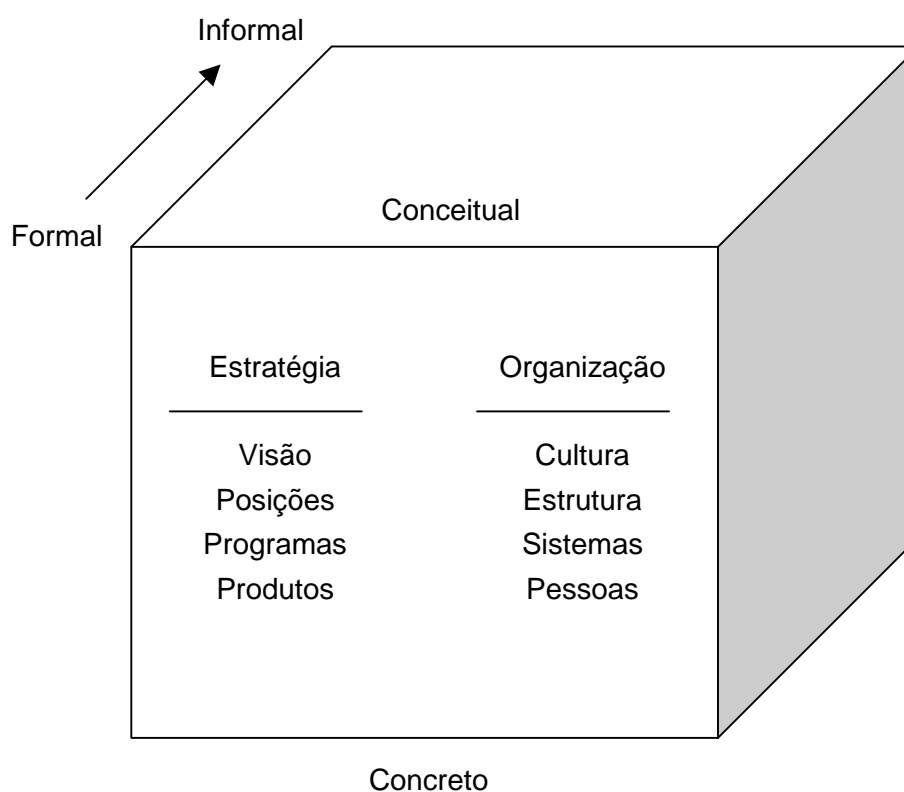 Informal
Formal
Conceitual
Estratégia
Organização
Visão
Cultura
Posições
Estrutura
Programas
Sistemas
Produtos
Pessoas
Concreto